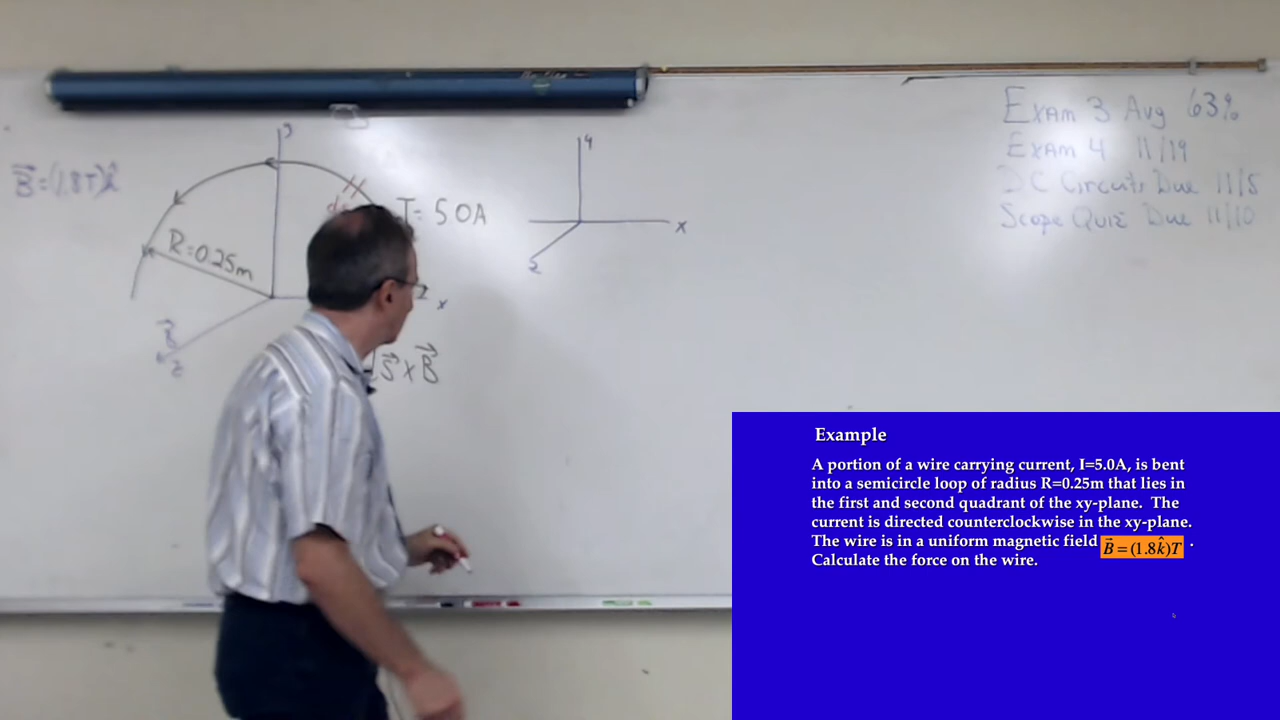 Exam 3 Avg 63%
Exam 4 11/19
DC Circuits Due 11/5
Scope Quiz Due 11/10
B = (1.8T)k̂
y
I = 5.0A
R = 0.25m
x
B
z
dS x B
y
x
z
Example
A portion of a wire carrying current, I=5.0A, is bent
into a semicircle loop of radius R=0.25m that lies in
the first and second quadrant of the xy-plane. The
current is directed counterclockwise in the xy-plane.
The wire is in a uniform magnetic field B⃗ = (1.8k̂)T .
Calculate the force on the wire.